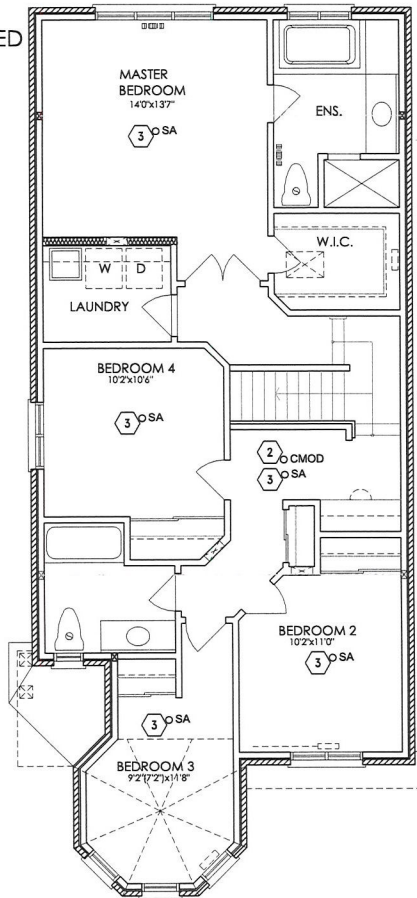 ED
MASTER
BEDROOM
14'0"x13'7"
3 SA
ENS.
W.I.C.
W D
LAUNDRY
BEDROOM 4
10'2"x10'6"
3 SA
2 CMOD
3 SA
BEDROOM 2
10'2"x11'0"
3 SA
3 SA
BEDROOM 3
9'2"(7'2")x11'8"